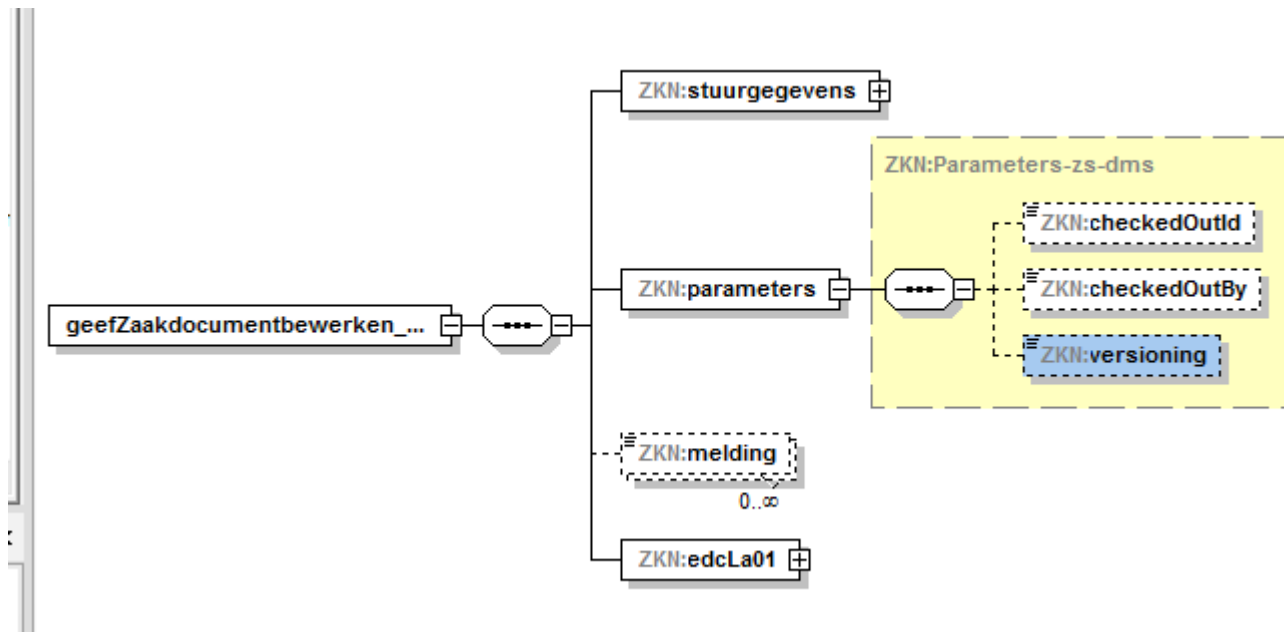 ZKN:stuurgegevens
ZKN:Parameters-zs-dms
ZKN:checkedOutId
ZKN:parameters
ZKN:checkedOutBy
geefZaakdocumentbewerken_...
ZKN:versioning
ZKN:melding
0..∞
ZKN:edcLa01